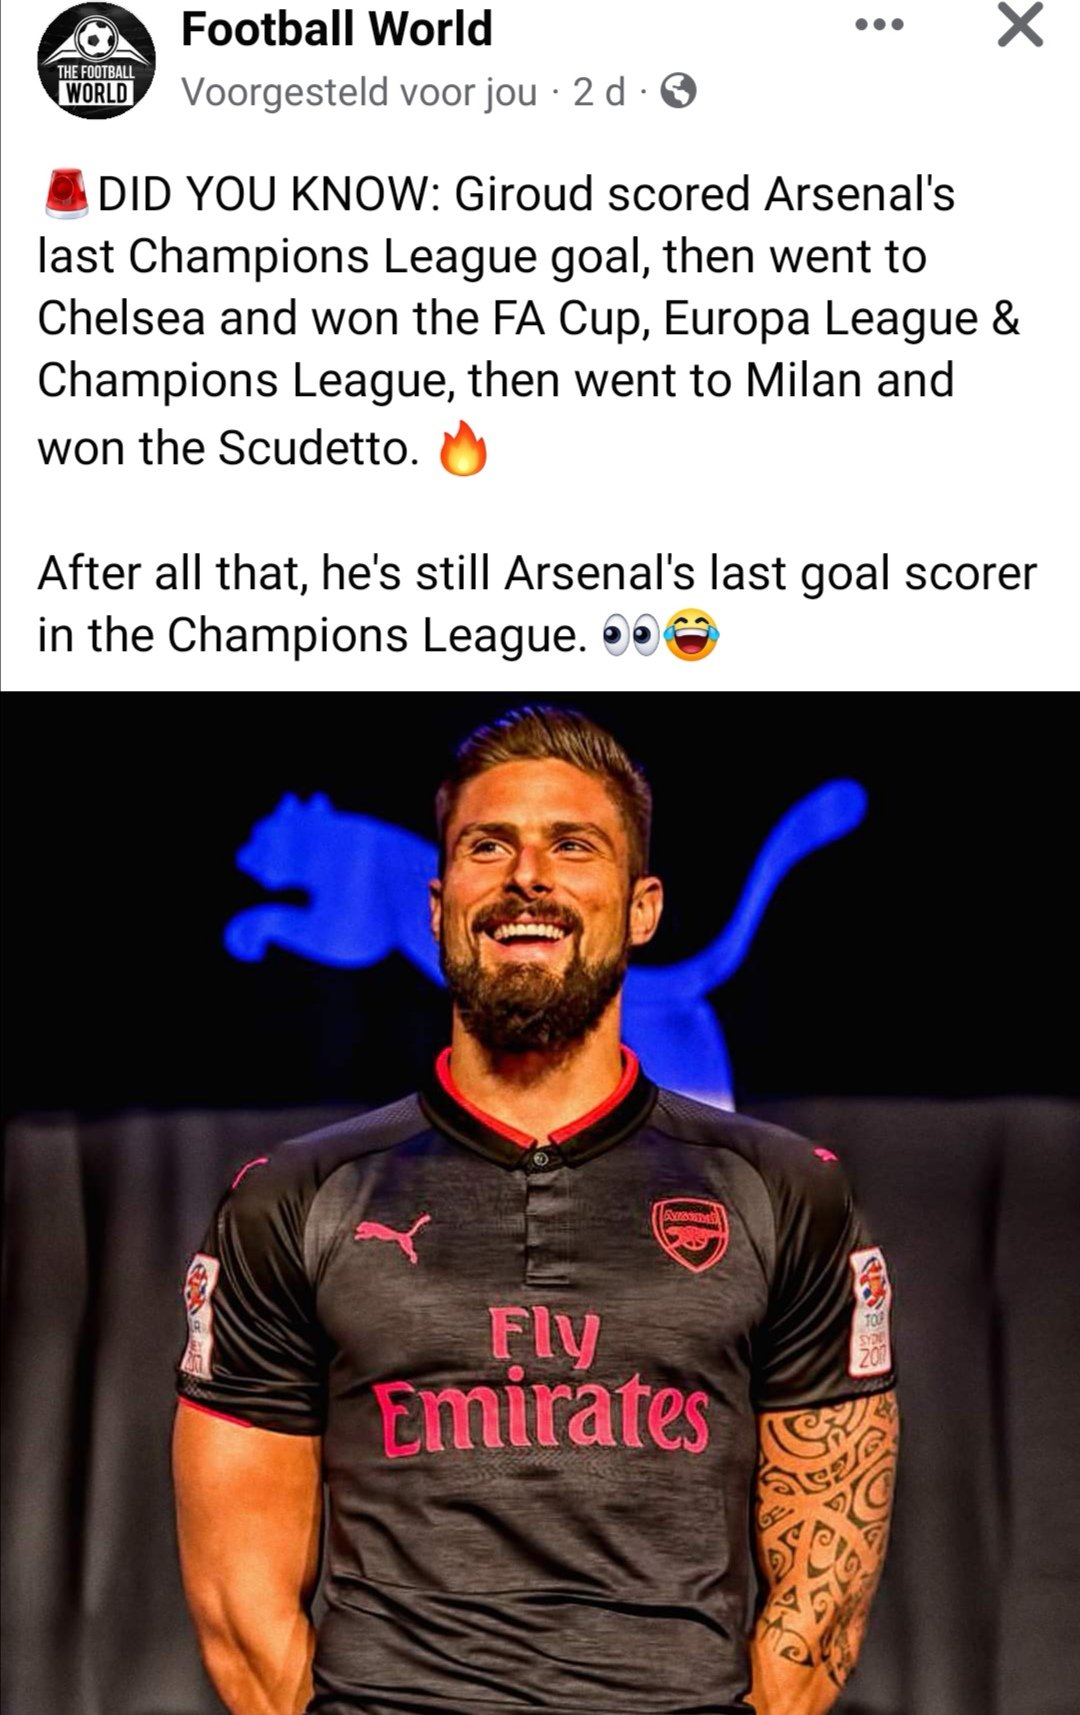 Football World
THE FOOTBALL
WORLD
Voorgesteld voor jou · 2 d ·
🚨DID YOU KNOW: Giroud scored Arsenal's
last Champions League goal, then went to
Chelsea and won the FA Cup, Europa League &
Champions League, then went to Milan and
won the Scudetto. 🔥
After all that, he's still Arsenal's last goal scorer
in the Champions League. 👀😂
Arsenal
Fly
Emirates
TOUR
SYDNEY
2017